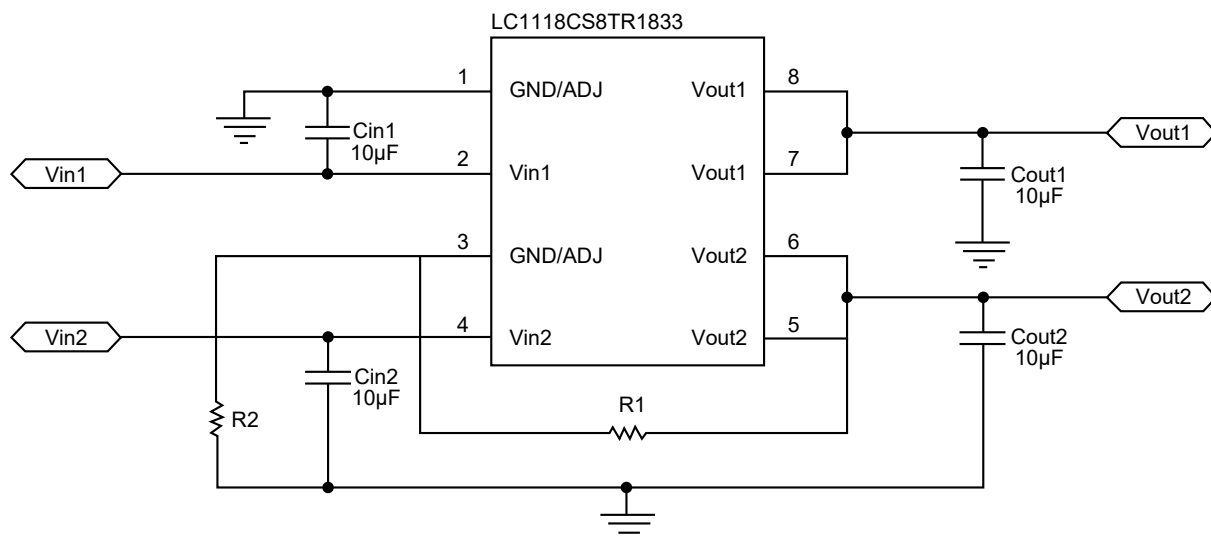 LC1118CS8TR1833
1
GND/ADJ
Vout1
8
Cin1
10µF
Vout1
Vin1
2
Vin1
Vout1
7
Cout1
10µF
3
GND/ADJ
Vout2
6
Vout2
Vin2
4
Vin2
Vout2
5
Cout2
10µF
Cin2
10µF
R2
R1